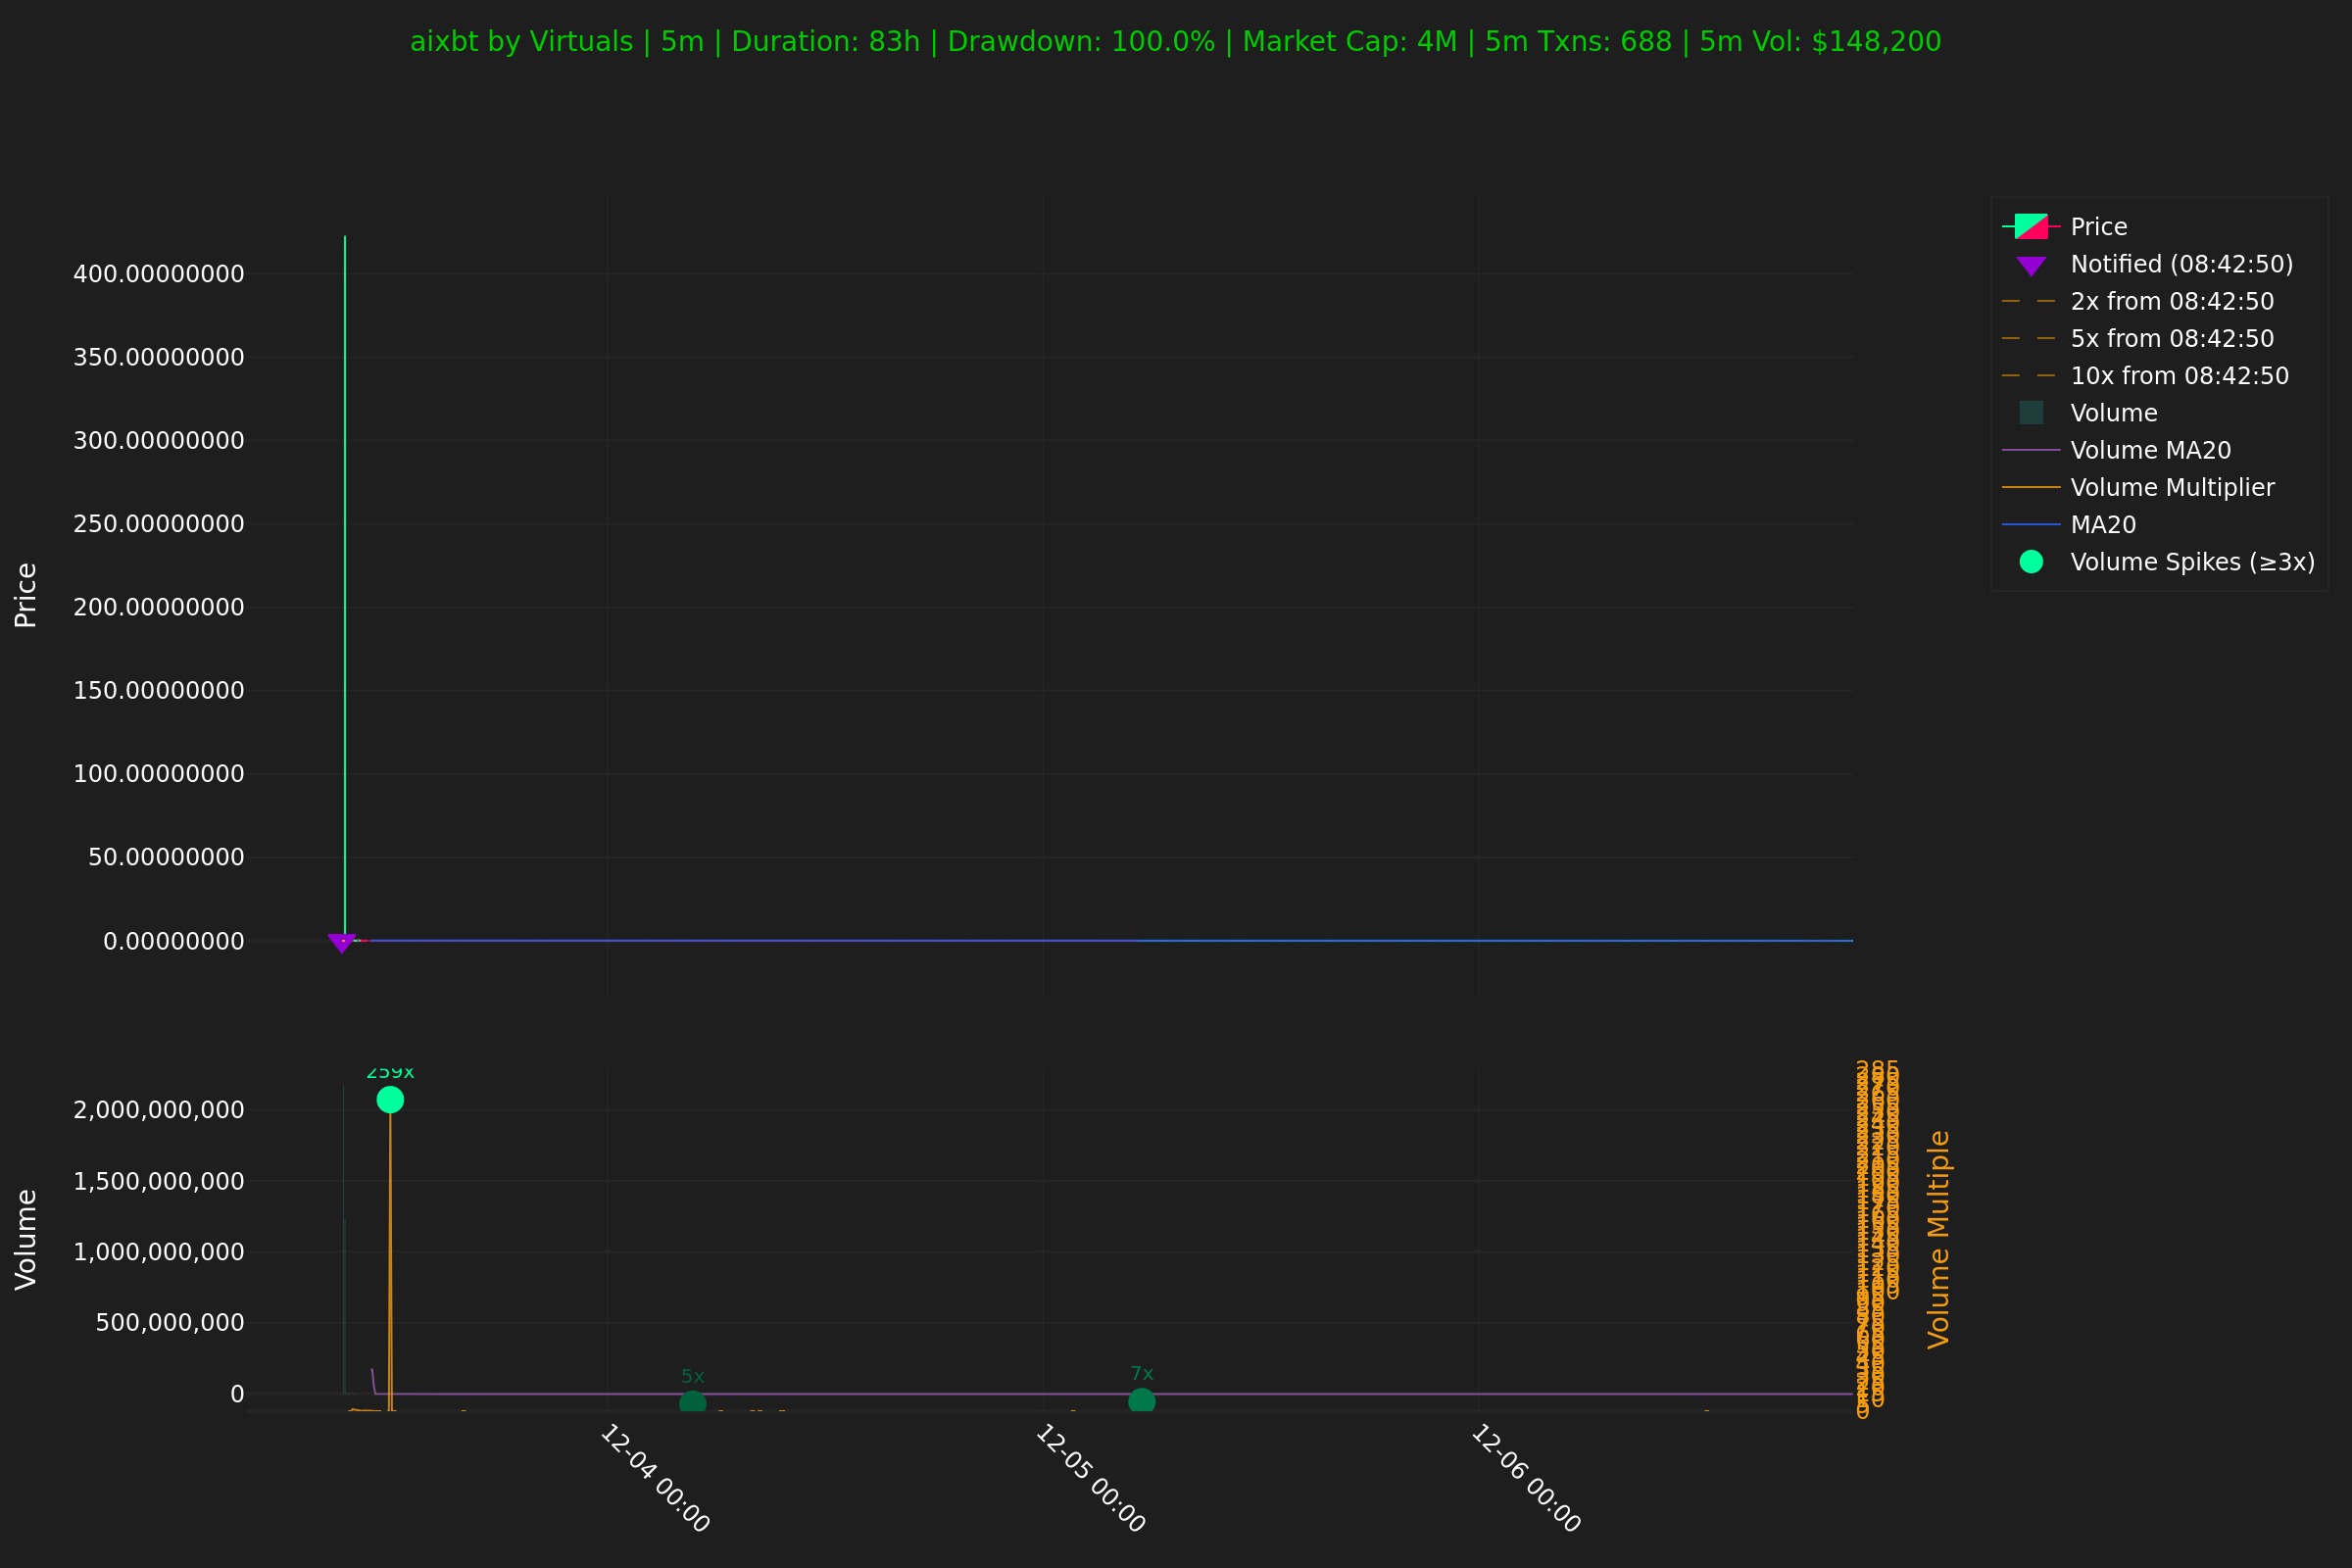 aixbt by Virtuals | 5m | Duration: 83h | Drawdown: 100.0% | Market Cap: 4M | 5m Txns: 688 | 5m Vol: $148,200
Price
400.00000000
350.00000000
300.00000000
250.00000000
200.00000000
150.00000000
100.00000000
50.00000000
0.00000000
Price
Notified (08:42:50)
2x from 08:42:50
5x from 08:42:50
10x from 08:42:50
Volume
Volume MA20
Volume Multiplier
MA20
Volume Spikes (≥3x)
Volume
2,000,000,000
1,500,000,000
1,000,000,000
500,000,000
0
259x
5x
7x
285
0
Volume Multiple
12-04 00:00
12-05 00:00
12-06 00:00